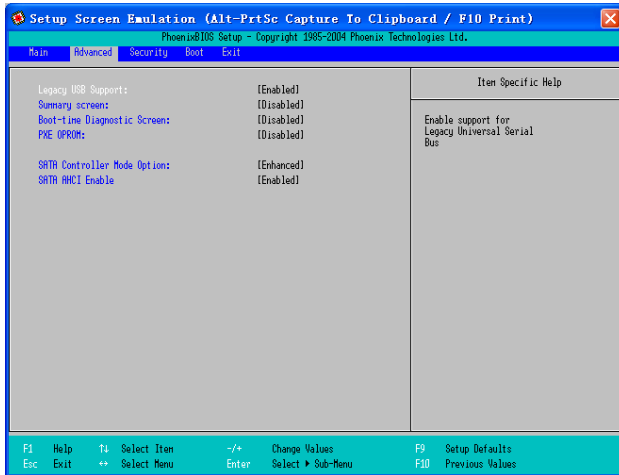 Setup Screen Emulation (Alt-PrtSc Capture To Clipboard / F10 Print)
PhoenixBIOS Setup - Copyright 1985-2004 Phoenix Technologies Ltd.
Main Advanced Security Boot Exit
Item Specific Help
Legacy USB Support: [Enabled]
Summary screen: [Disabled]
Boot-time Diagnostic Screen: [Disabled]
PXE OPROM: [Disabled]
SATA Controller Mode Option: [Enhanced]
SATA AHCI Enable [Enabled]
Enable support for
Legacy Universal Serial
Bus
F1 Help ↑↓ Select Item -/+ Change Values F9 Setup Defaults
Esc Exit ↔ Select Menu Enter Select ▶ Sub-Menu F10 Previous Values